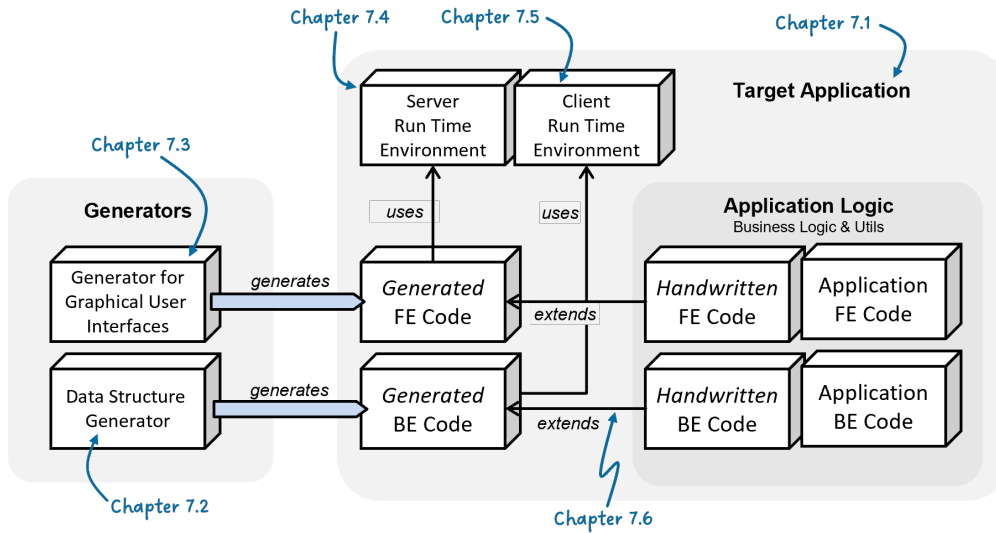 Chapter 7.4
Chapter 7.5
Chapter 7.1
Server
Run Time
Environment
Client
Run Time
Environment
Target Application
Chapter 7.3
Generators
uses
uses
Application Logic
Business Logic & Utils
Generator for
Graphical User
Interfaces
generates
Generated
FE Code
extends
Handwritten
FE Code
Application
FE Code
Data Structure
Generator
generates
Generated
BE Code
extends
Handwritten
BE Code
Application
BE Code
Chapter 7.2
Chapter 7.6